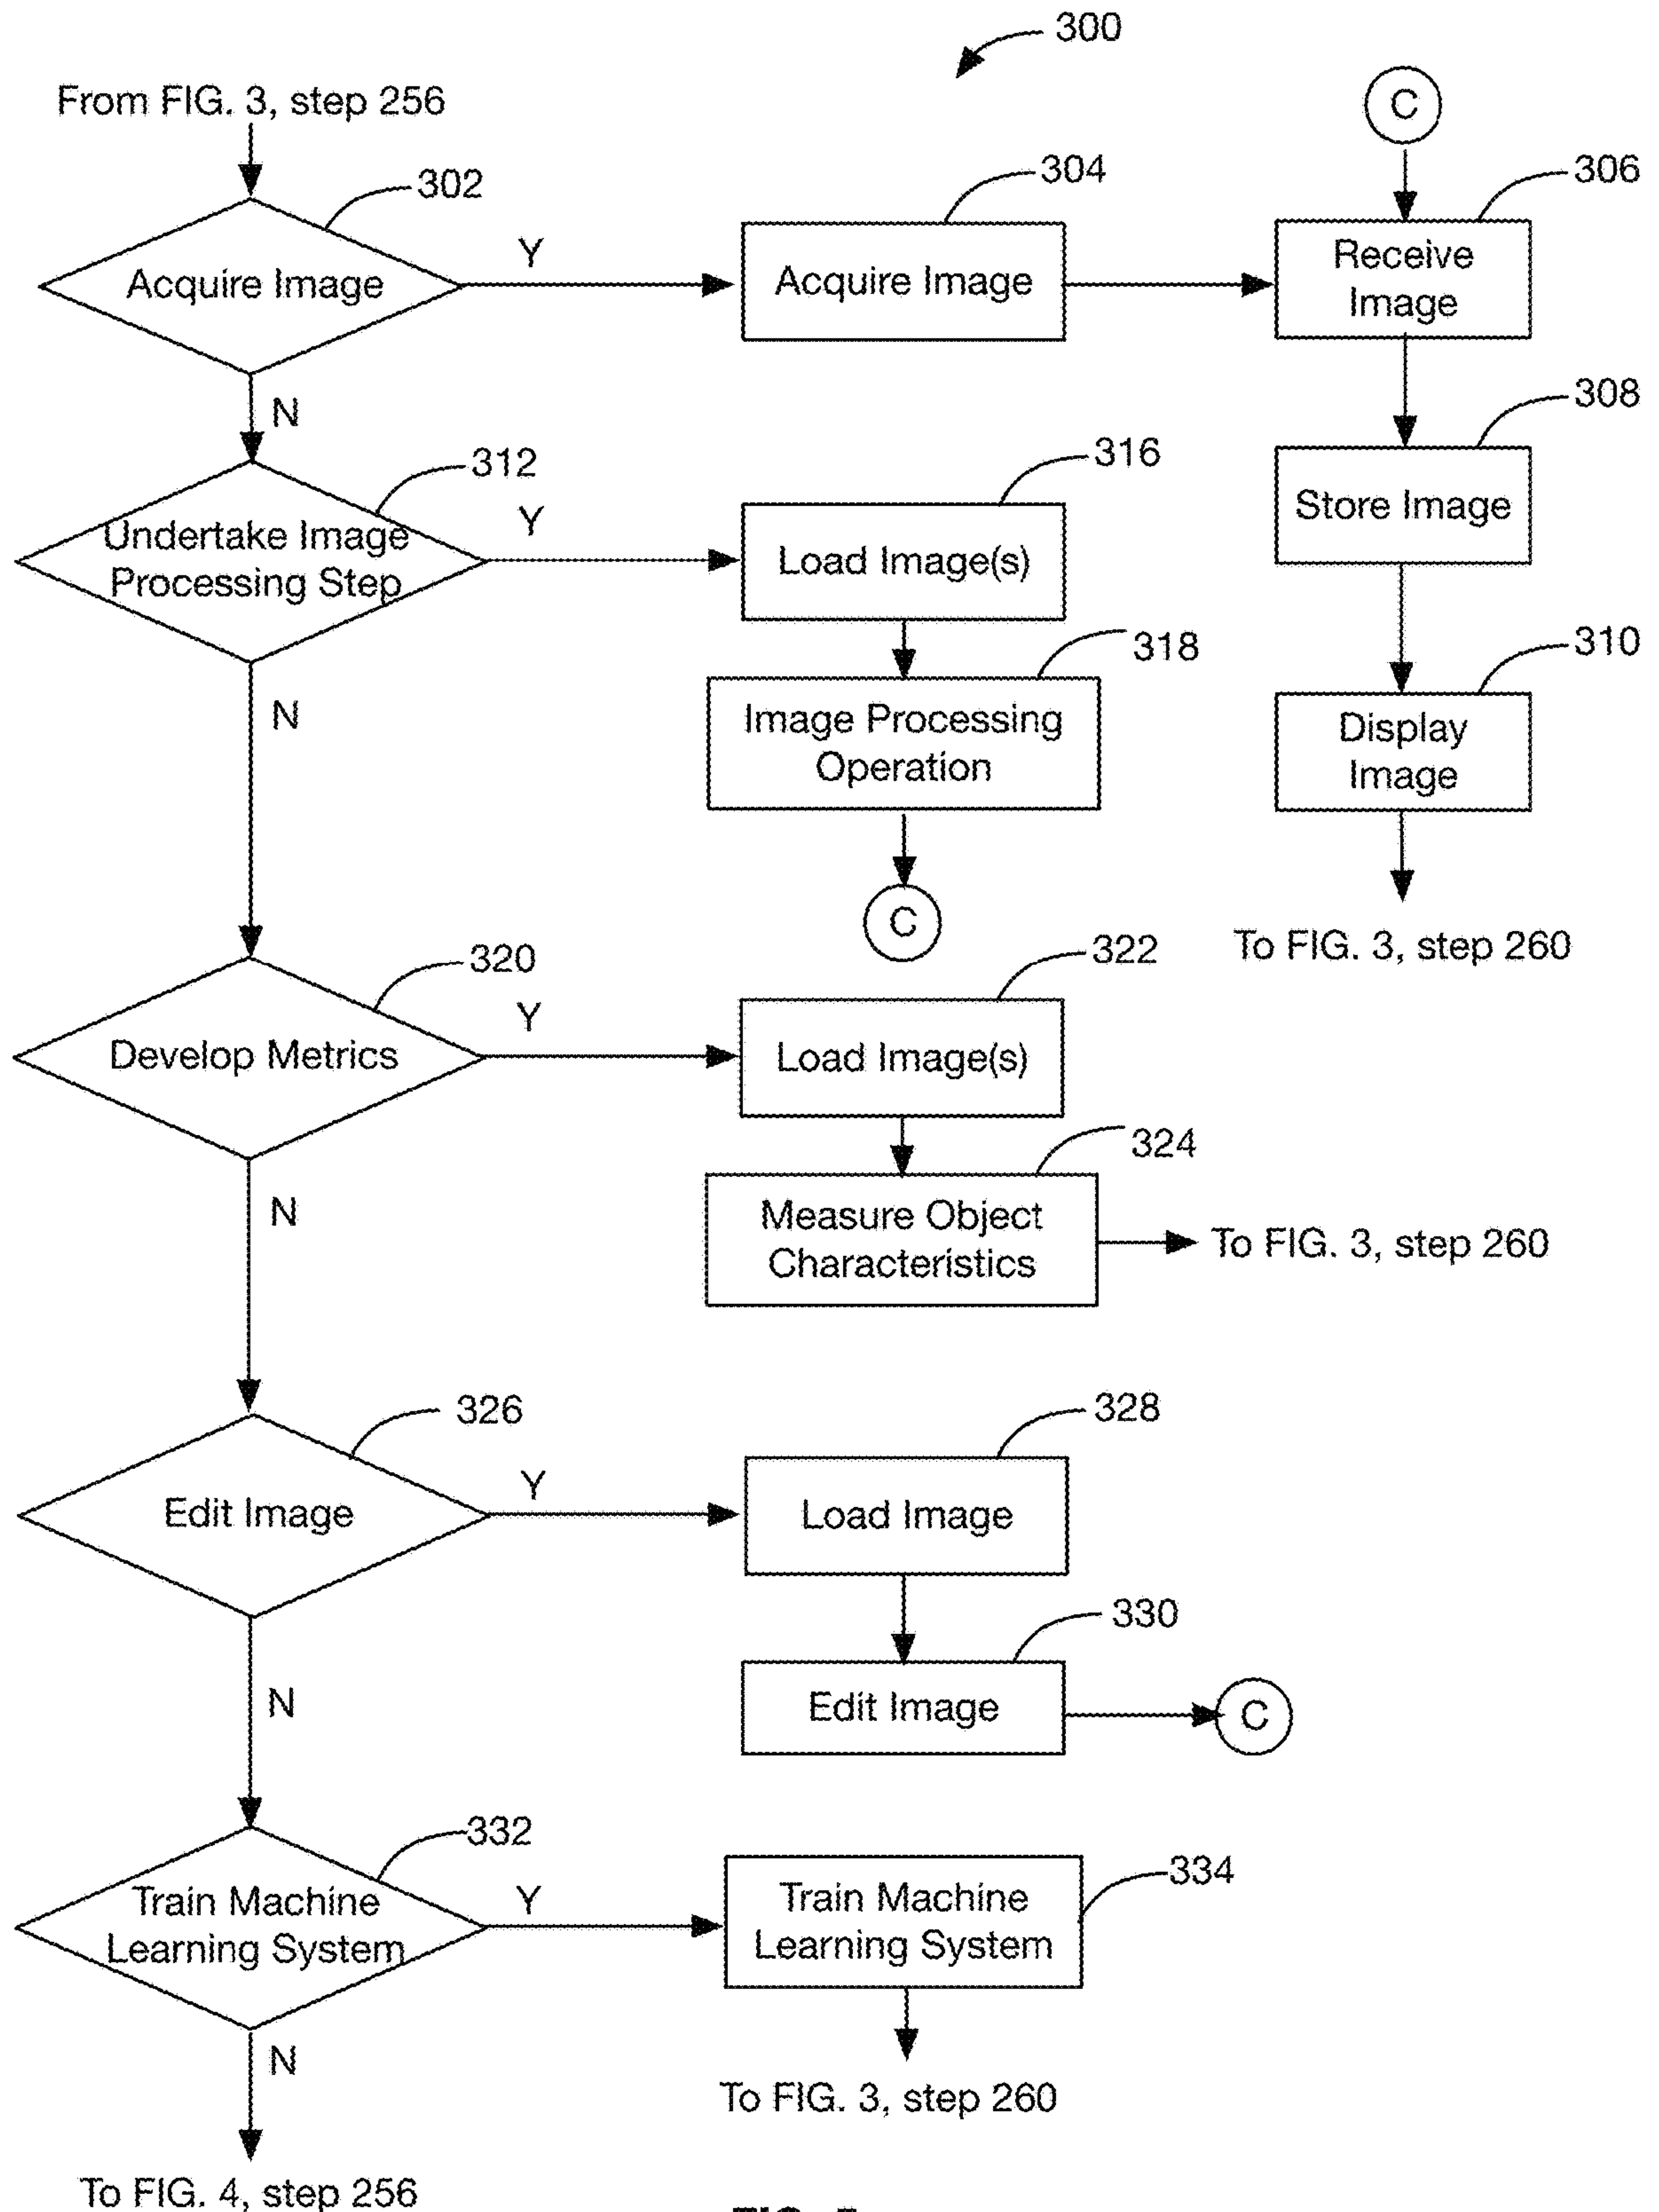 300
From FIG. 3, step 256
C
302
304
306
Y
Acquire Image
Acquire Image
Receive
Image
N
308
312
316
Y
Undertake Image
Processing Step
Load Image(s)
Store Image
318
310
N
Image Processing
Operation
Display
Image
C
To FIG. 3, step 260
320
322
Y
Develop Metrics
Load Image(s)
324
N
Measure Object
Characteristics
To FIG. 3, step 260
326
328
Y
Edit Image
Load Image
330
N
Edit Image
C
332
334
Y
Train Machine
Learning System
Train Machine
Learning System
N
To FIG. 3, step 260
To FIG. 4, step 256